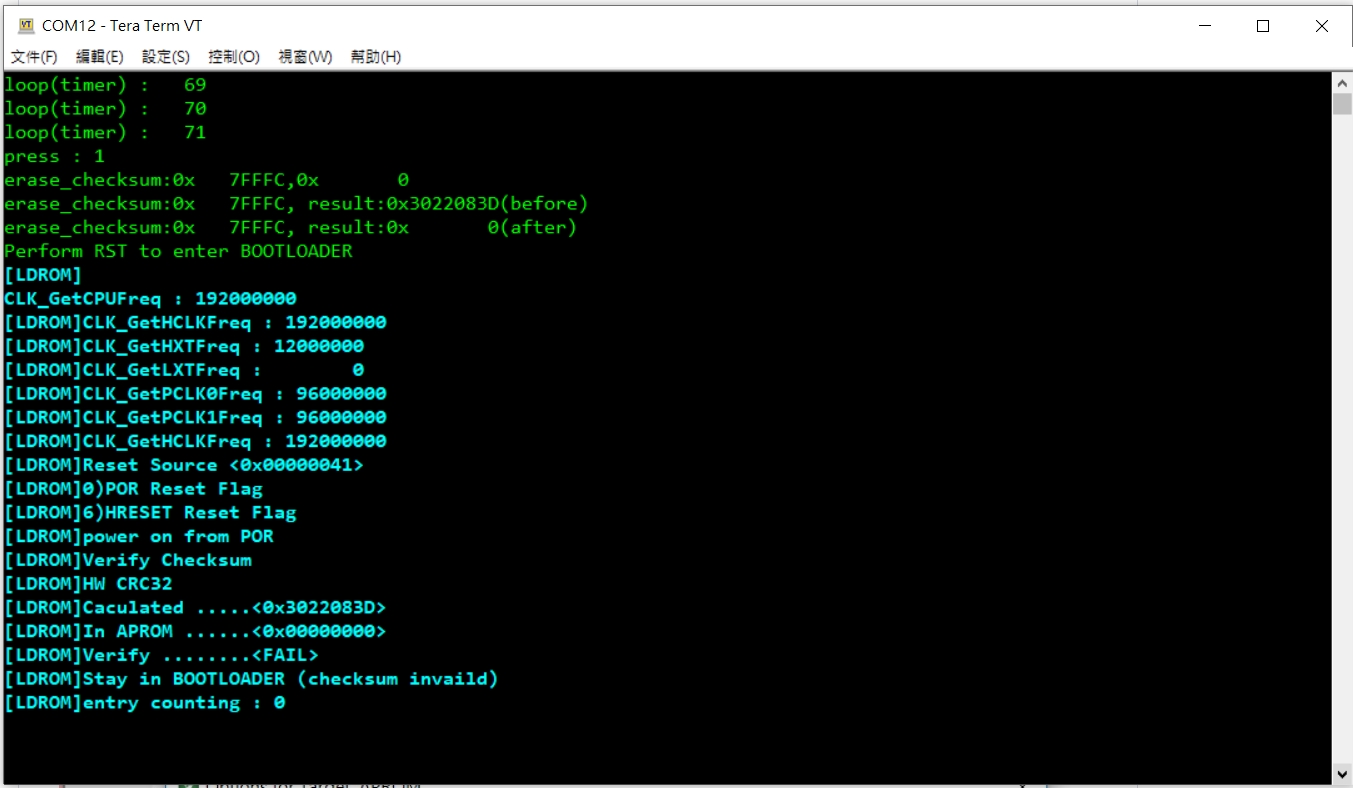 COM12 - Tera Term VT
文件(F) 編輯(E) 設定(S) 控制(O) 視窗(W) 幫助(H)
loop(timer) :   69
loop(timer) :   70
loop(timer) :   71
press : 1
erase_checksum:0x   7FFFC,0x       0
erase_checksum:0x   7FFFC, result:0x3022083D(before)
erase_checksum:0x   7FFFC, result:0x       0(after)
Perform RST to enter BOOTLOADER
[LDROM]
CLK_GetCPUFreq : 192000000
[LDROM]CLK_GetHCLKFreq : 192000000
[LDROM]CLK_GetHXTFreq : 12000000
[LDROM]CLK_GetLXTFreq :        0
[LDROM]CLK_GetPCLK0Freq : 96000000
[LDROM]CLK_GetPCLK1Freq : 96000000
[LDROM]CLK_GetHCLKFreq : 192000000
[LDROM]Reset Source <0x00000041>
[LDROM]0)POR Reset Flag
[LDROM]6)HRESET Reset Flag
[LDROM]power on from POR
[LDROM]Verify Checksum
[LDROM]HW CRC32
[LDROM]Caculated .....<0x3022083D>
[LDROM]In APROM ......<0x00000000>
[LDROM]Verify ........<FAIL>
[LDROM]Stay in BOOTLOADER (checksum invaild)
[LDROM]entry counting : 0